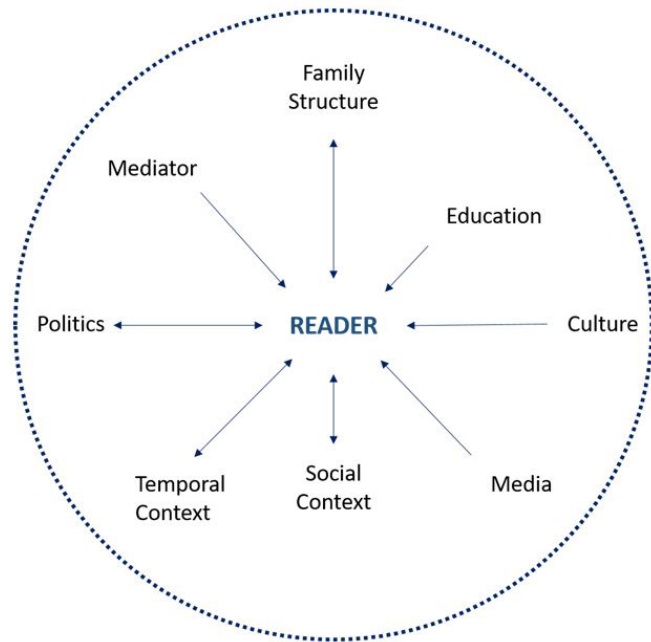 Family
Structure
Mediator
Education
Politics
READER
Culture
Temporal
Context
Social
Context
Media